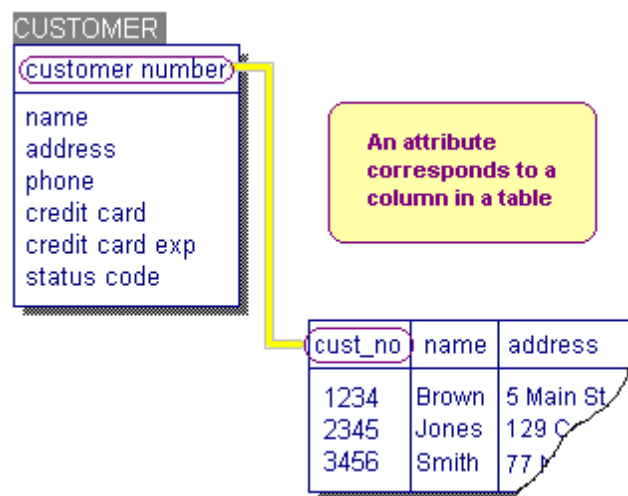 CUSTOMER
customer number
name
address
phone
credit card
credit card exp
status code
An attribute
corresponds to a
column in a table
cust_no name address
1234 Brown 5 Main St
2345 Jones 129
3456 Smith 77